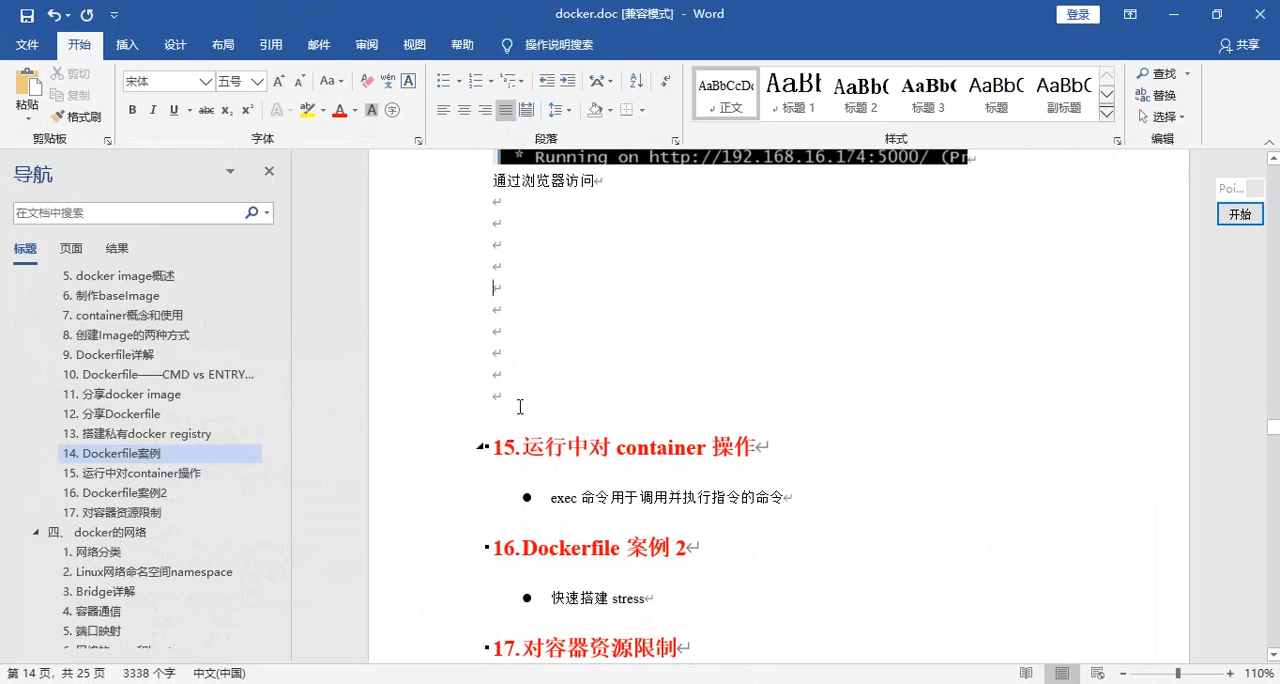 docker.doc [兼容模式] - Word
登录
文件 开始 插入 设计 布局 引用 邮件 审阅 视图 帮助 操作说明搜索
共享
粘贴
剪切
复制
格式刷
剪贴板
宋体 五号
字体
段落
AaBbCcDc AaBb AaBbC AaBbC AaBbC AaBbC
正文 标题 1 标题 2 标题 3 标题 副标题
样式
查找
替换
选择
编辑
导航
在文档中搜索
标题 页面 结果
5. docker image概述
6. 制作baseImage
7. container概念和使用
8. 创建Image的两种方式
9. Dockerfile详解
10. Dockerfile——CMD vs ENTRY...
11. 分享docker image
12. 分享Dockerfile
13. 搭建私有docker registry
14. Dockerfile案例
15. 运行中对container操作
16. Dockerfile案例2
17. 对容器资源限制
四、 docker的网络
1. 网络分类
2. Linux网络命名空间namespace
3. Bridge详解
4. 容器通信
5. 端口映射
* Running on http://192.168.16.174:5000/ (Pr
通过浏览器访问
15.运行中对 container 操作
● exec 命令用于调用并执行指令的命令
16.Dockerfile 案例 2
● 快速搭建 stress
17.对容器资源限制
Poi...
开始
第 14 页，共 25 页 3338 个字 中文(中国)
110%